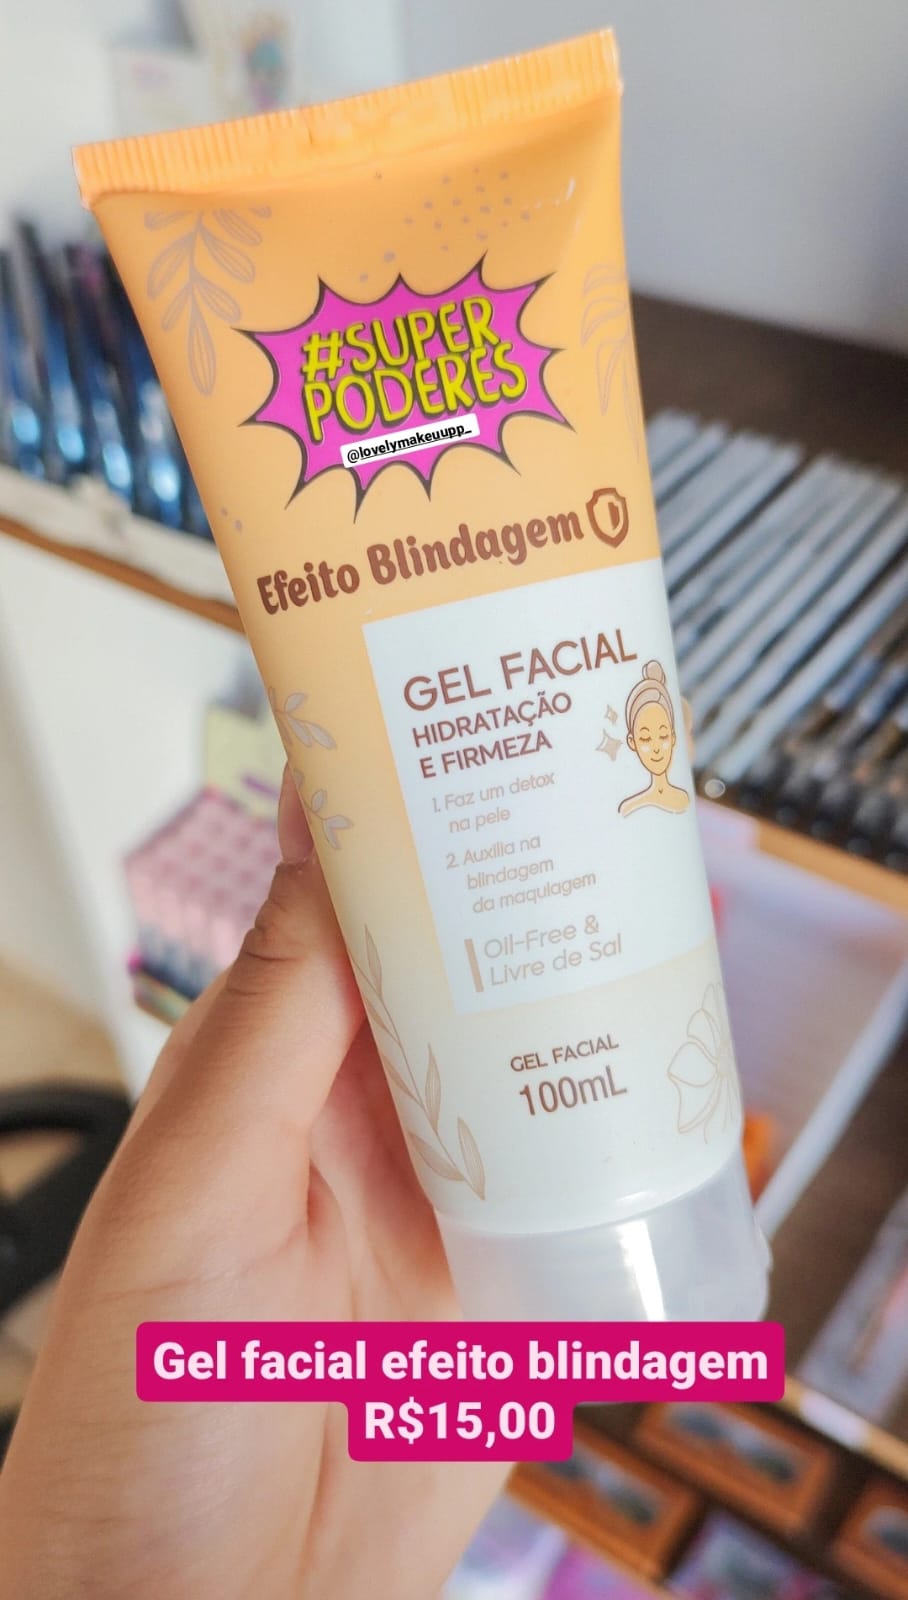 #SUPER
PODERES
@lovelymakeuupp_
Efeito Blindagem
GEL FACIAL
HIDRATAÇÃO
E FIRMEZA
1. Faz um detox
na pele
2. Auxilia na
blindagem
da maquiagem
Oil-Free &
Livre de Sal
GEL FACIAL
100mL
Gel facial efeito blindagem
R$15,00